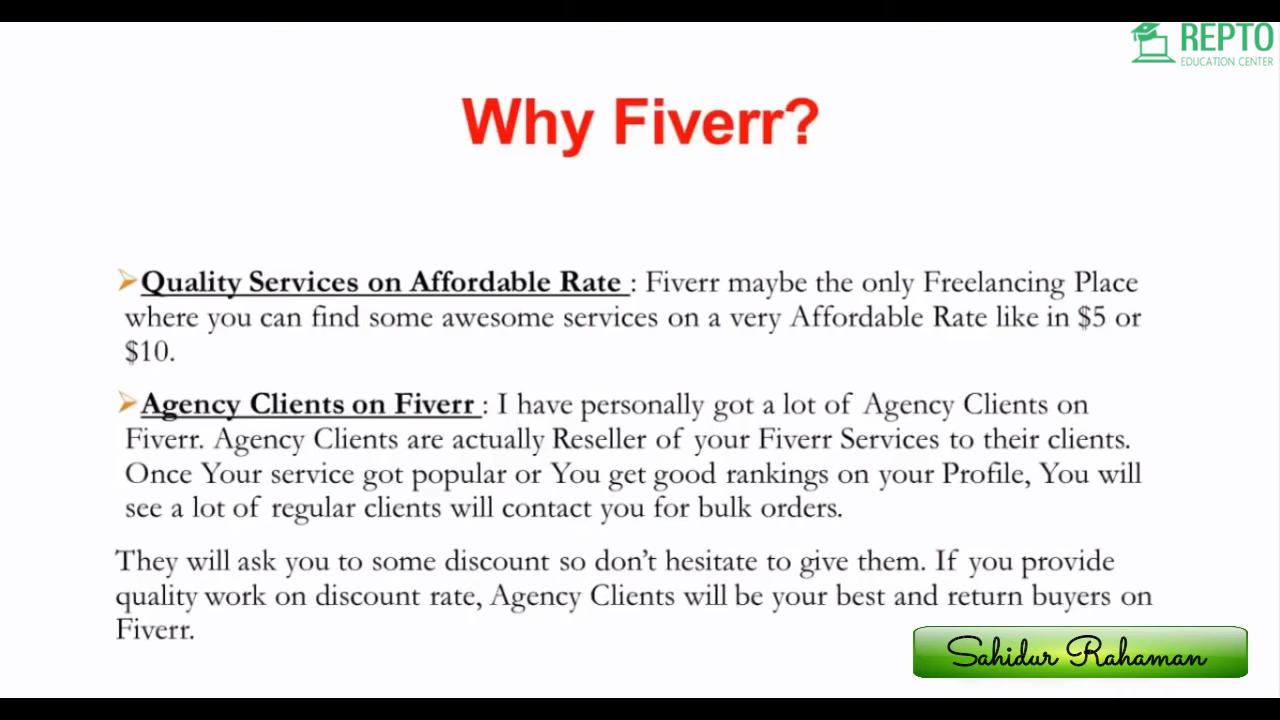 REPTO
EDUCATION CENTER
Why Fiverr?
Quality Services on Affordable Rate : Fiverr maybe the only Freelancing Place
where you can find some awesome services on a very Affordable Rate like in $5 or
$10.
Agency Clients on Fiverr : I have personally got a lot of Agency Clients on
Fiverr. Agency Clients are actually Reseller of your Fiverr Services to their clients.
Once Your service got popular or You get good rankings on your Profile, You will
see a lot of regular clients will contact you for bulk orders.
They will ask you to some discount so don't hesitate to give them. If you provide
quality work on discount rate, Agency Clients will be your best and return buyers on
Fiverr.
Sahidur Rahaman